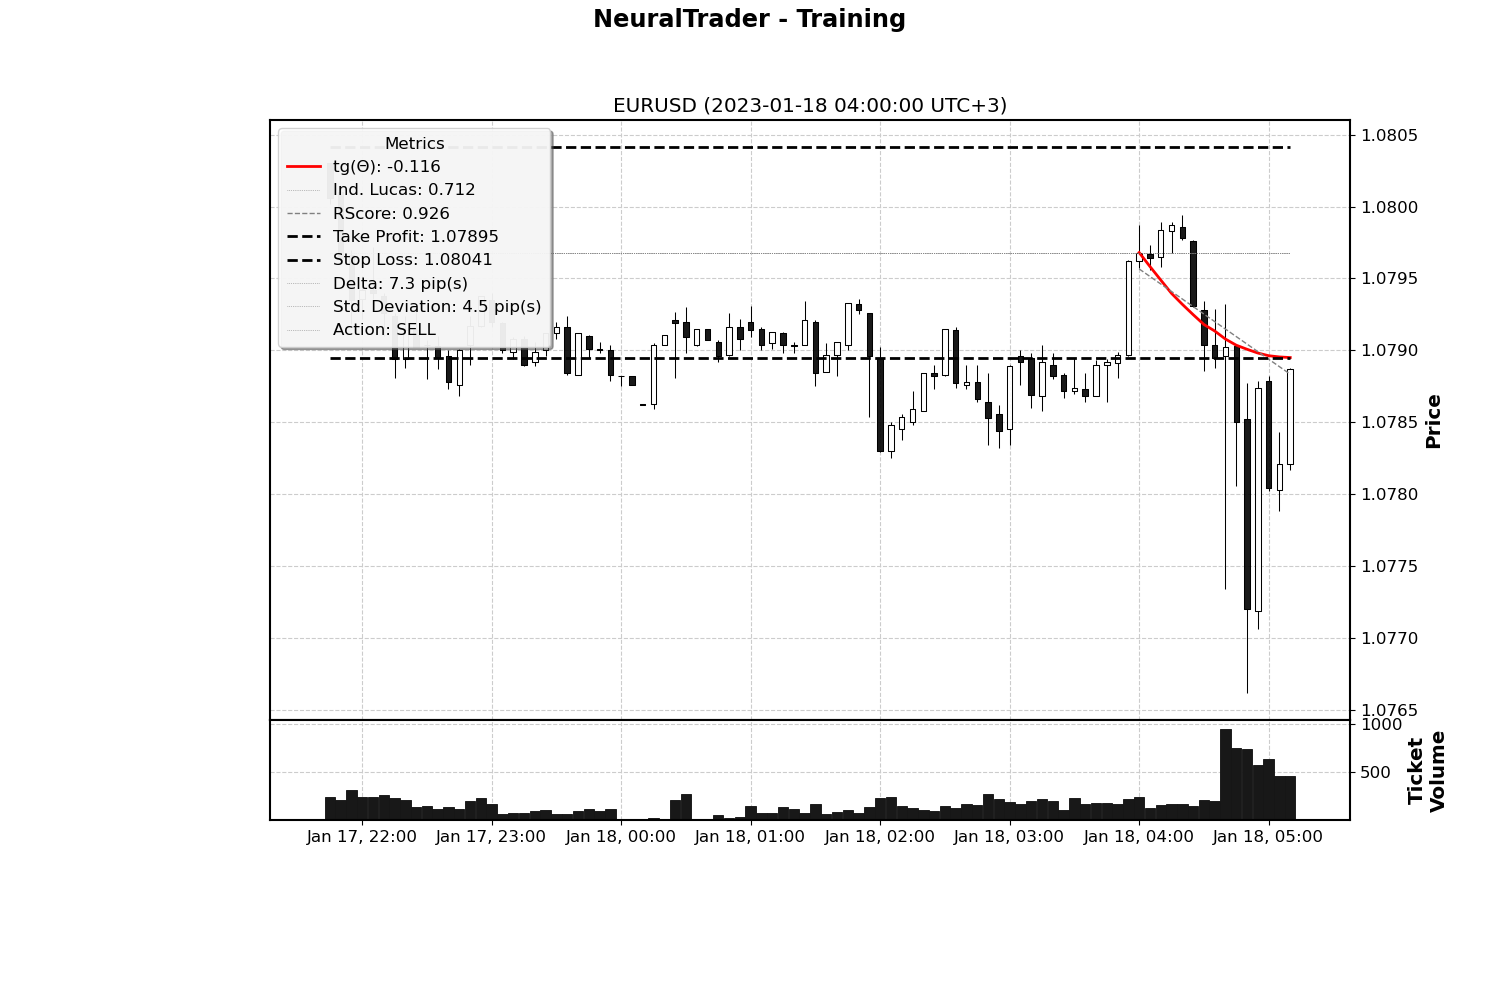 NeuralTrader - Training
EURUSD (2023-01-18 04:00:00 UTC+3)
Metrics
tg(Θ): -0.116
Ind. Lucas: 0.712
RScore: 0.926
Take Profit: 1.07895
Stop Loss: 1.08041
Delta: 7.3 pip(s)
Std. Deviation: 4.5 pip(s)
Action: SELL
1.0805
1.0800
1.0795
1.0790
1.0785
1.0780
1.0775
1.0770
1.0765
Price
1000
500
Ticket
Volume
Jan 17, 22:00
Jan 17, 23:00
Jan 18, 00:00
Jan 18, 01:00
Jan 18, 02:00
Jan 18, 03:00
Jan 18, 04:00
Jan 18, 05:00